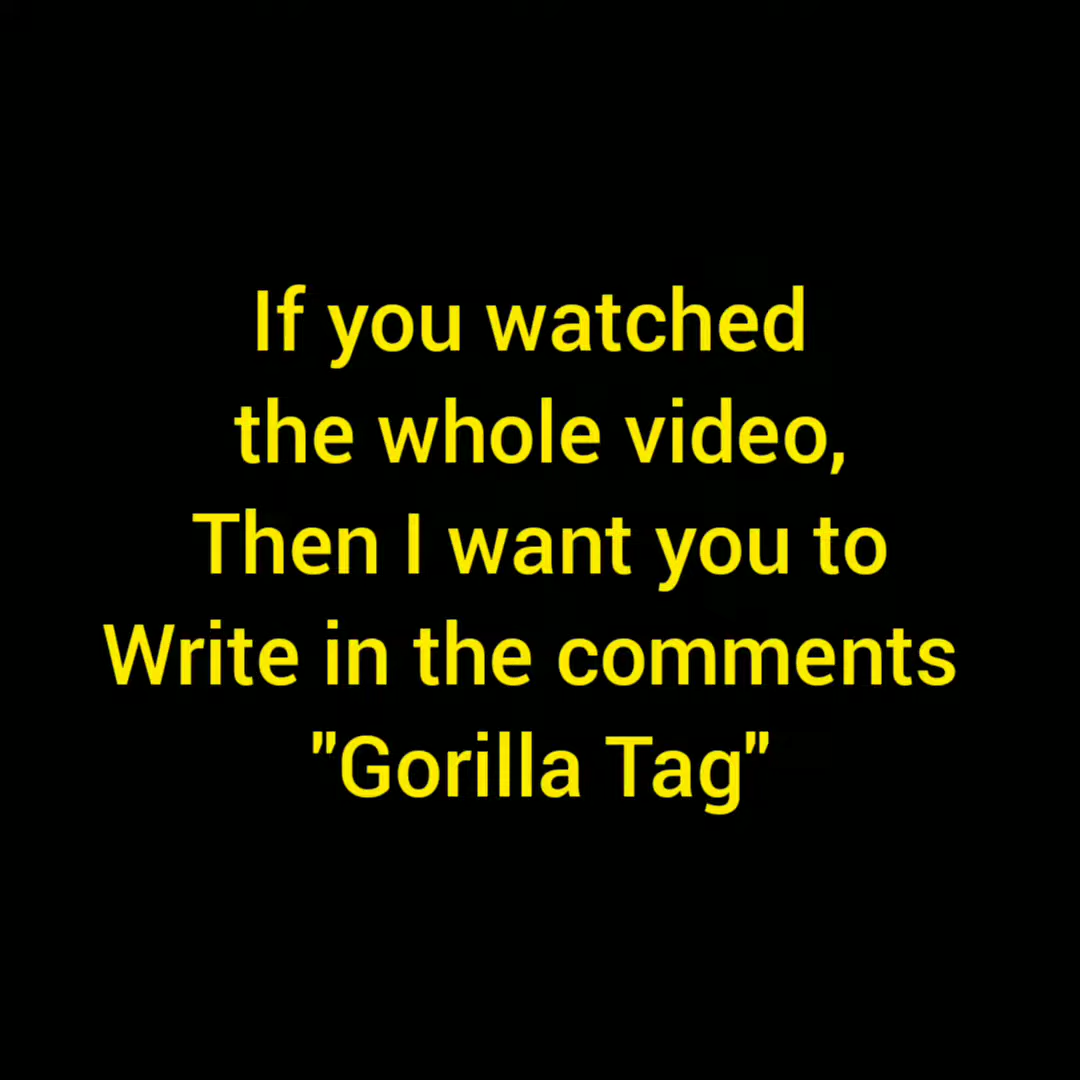 If you watched
the whole video,
Then I want you to
Write in the comments
"Gorilla Tag"